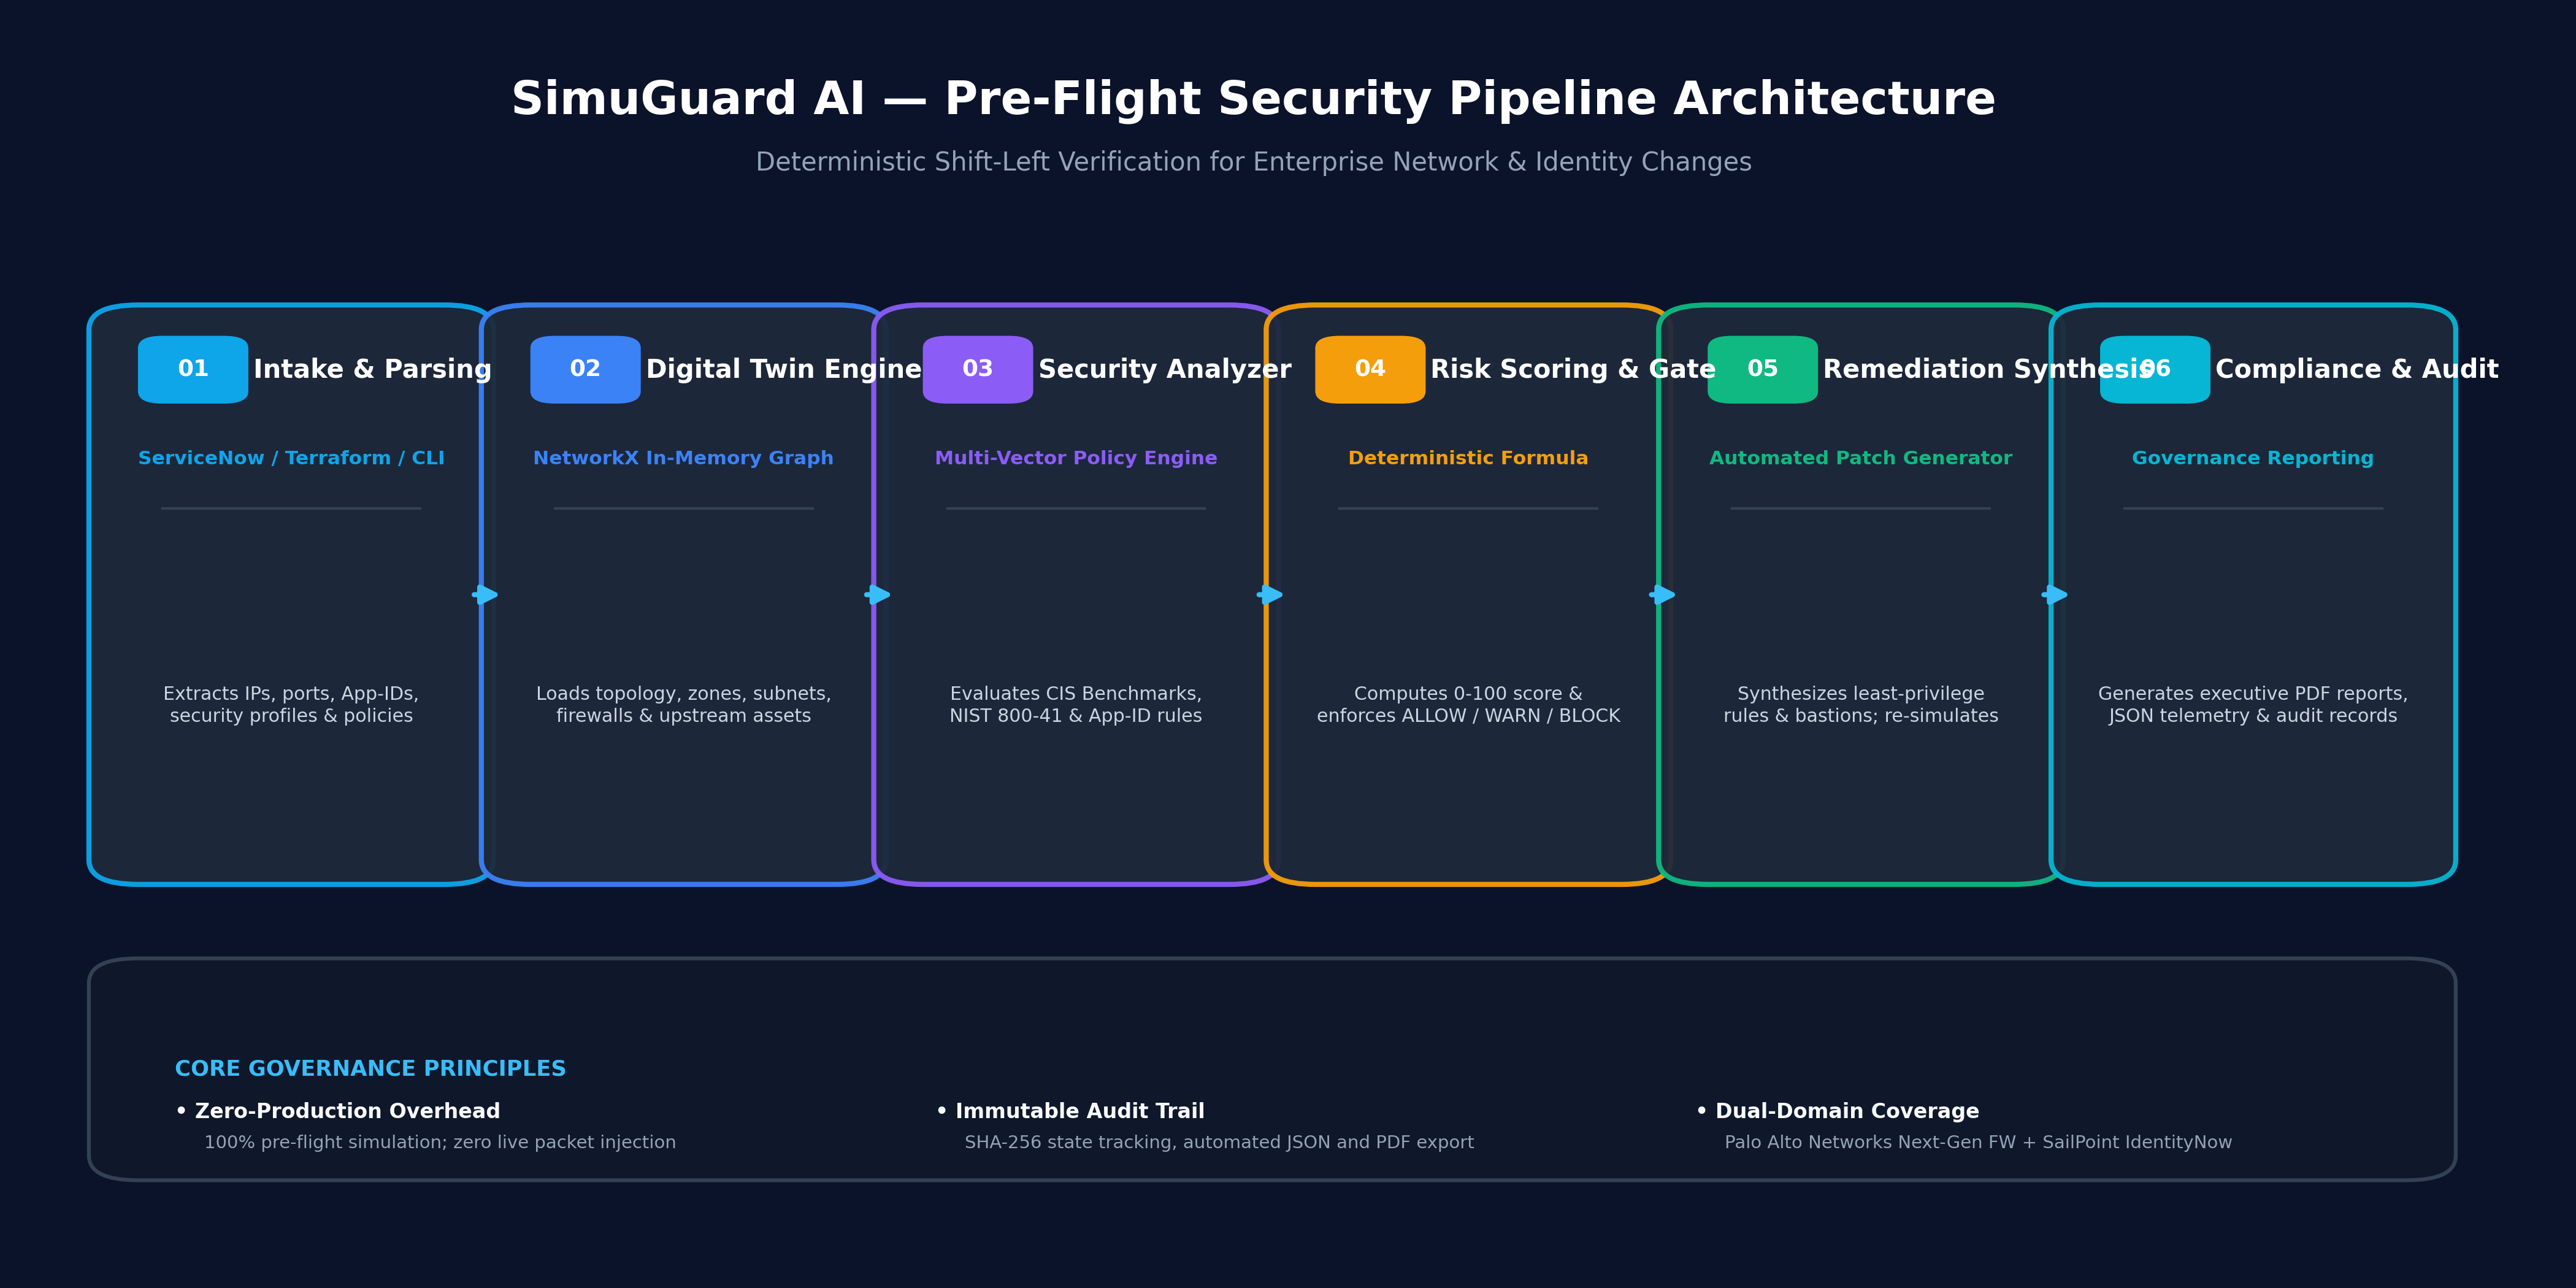 SimuGuard AI — Pre-Flight Security Pipeline Architecture
Deterministic Shift-Left Verification for Enterprise Network & Identity Changes
01 Intake & Parsing
ServiceNow / Terraform / CLI
Extracts IPs, ports, App-IDs,
security profiles & policies
02 Digital Twin Engine
NetworkX In-Memory Graph
Loads topology, zones, subnets,
firewalls & upstream assets
03 Security Analyzer
Multi-Vector Policy Engine
Evaluates CIS Benchmarks,
NIST 800-41 & App-ID rules
04 Risk Scoring & Gate
Deterministic Formula
Computes 0-100 score &
enforces ALLOW / WARN / BLOCK
05 Remediation Synthesis
Automated Patch Generator
Synthesizes least-privilege
rules & bastions; re-simulates
06 Compliance & Audit
Governance Reporting
Generates executive PDF reports,
JSON telemetry & audit records
CORE GOVERNANCE PRINCIPLES
• Zero-Production Overhead
100% pre-flight simulation; zero live packet injection
• Immutable Audit Trail
SHA-256 state tracking, automated JSON and PDF export
• Dual-Domain Coverage
Palo Alto Networks Next-Gen FW + SailPoint IdentityNow